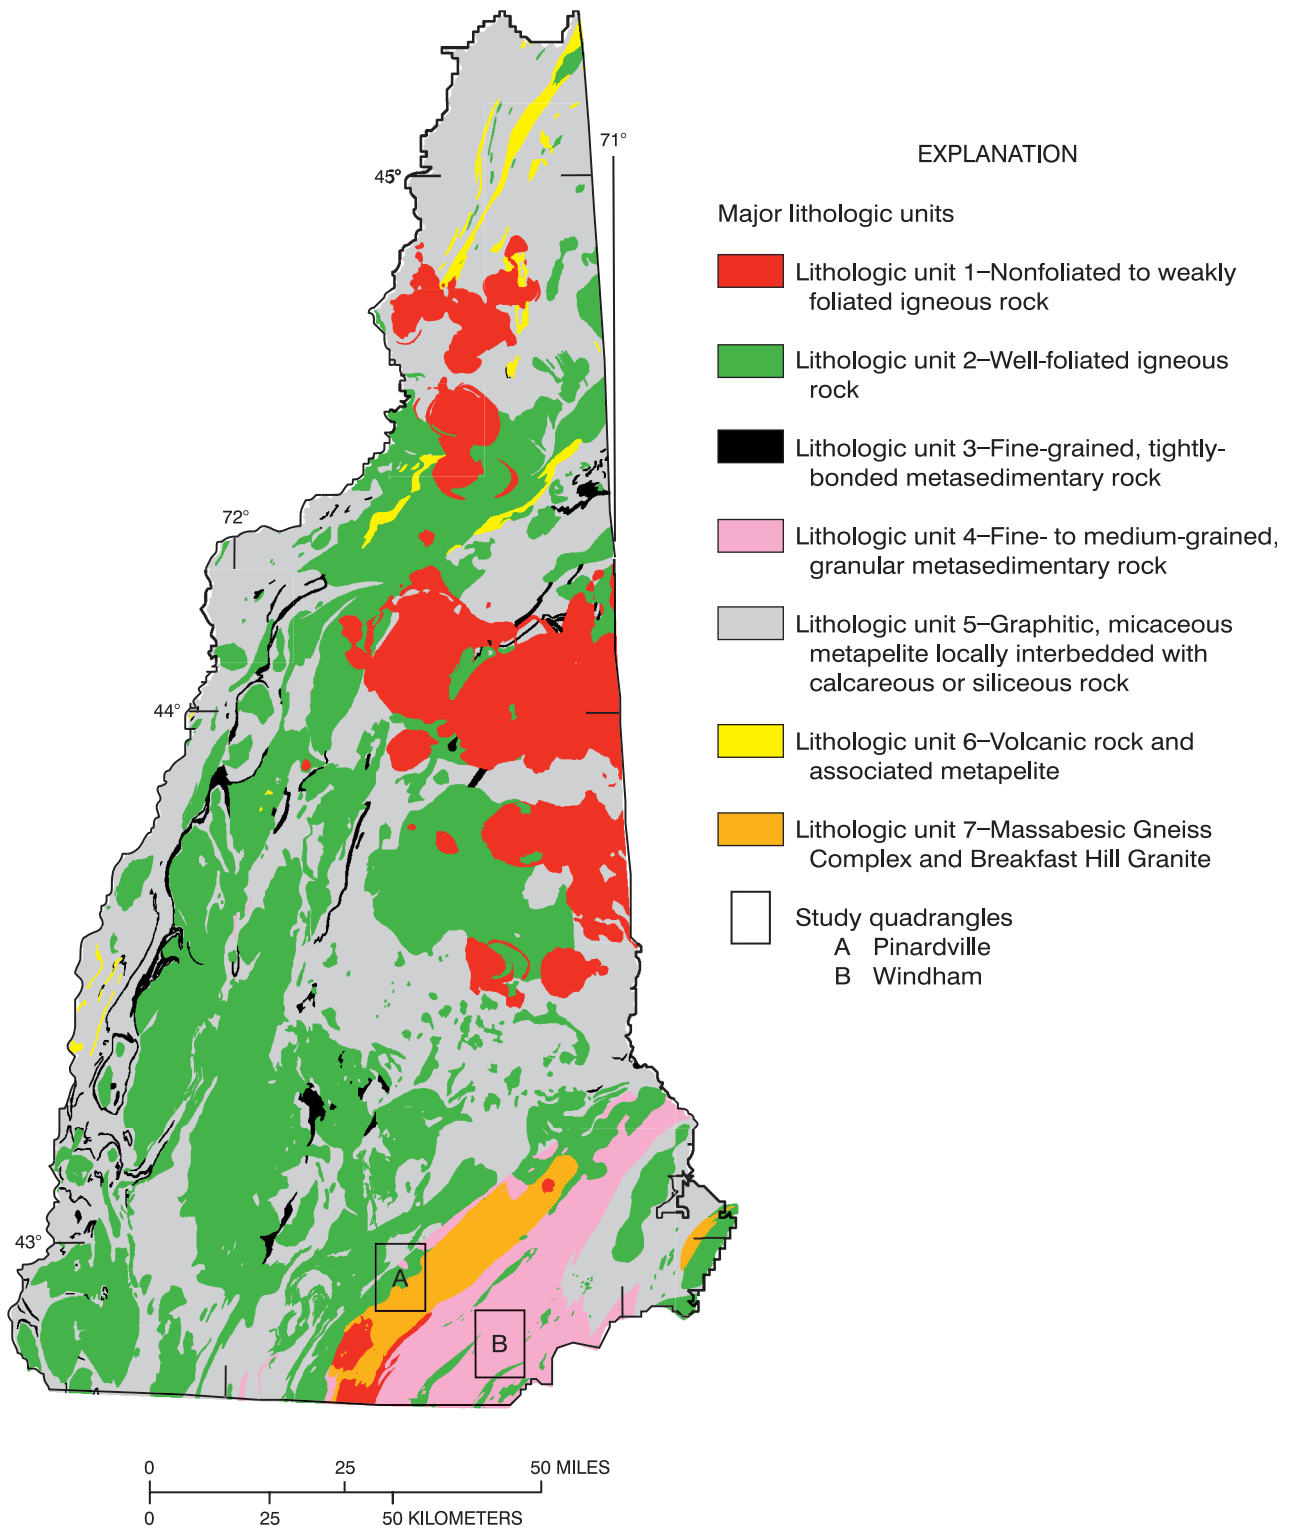 71°
EXPLANATION
45°
Major lithologic units
Lithologic unit 1–Nonfoliated to weakly
foliated igneous rock
Lithologic unit 2–Well-foliated igneous
rock
Lithologic unit 3–Fine-grained, tightly-
bonded metasedimentary rock
72°
Lithologic unit 4–Fine- to medium-grained,
granular metasedimentary rock
Lithologic unit 5–Graphitic, micaceous
metapelite locally interbedded with
calcareous or siliceous rock
44°
Lithologic unit 6–Volcanic rock and
associated metapelite
Lithologic unit 7–Massabesic Gneiss
Complex and Breakfast Hill Granite
Study quadrangles
A Pinardville
B Windham
43°
A
B
0 25 50 MILES
0 25 50 KILOMETERS